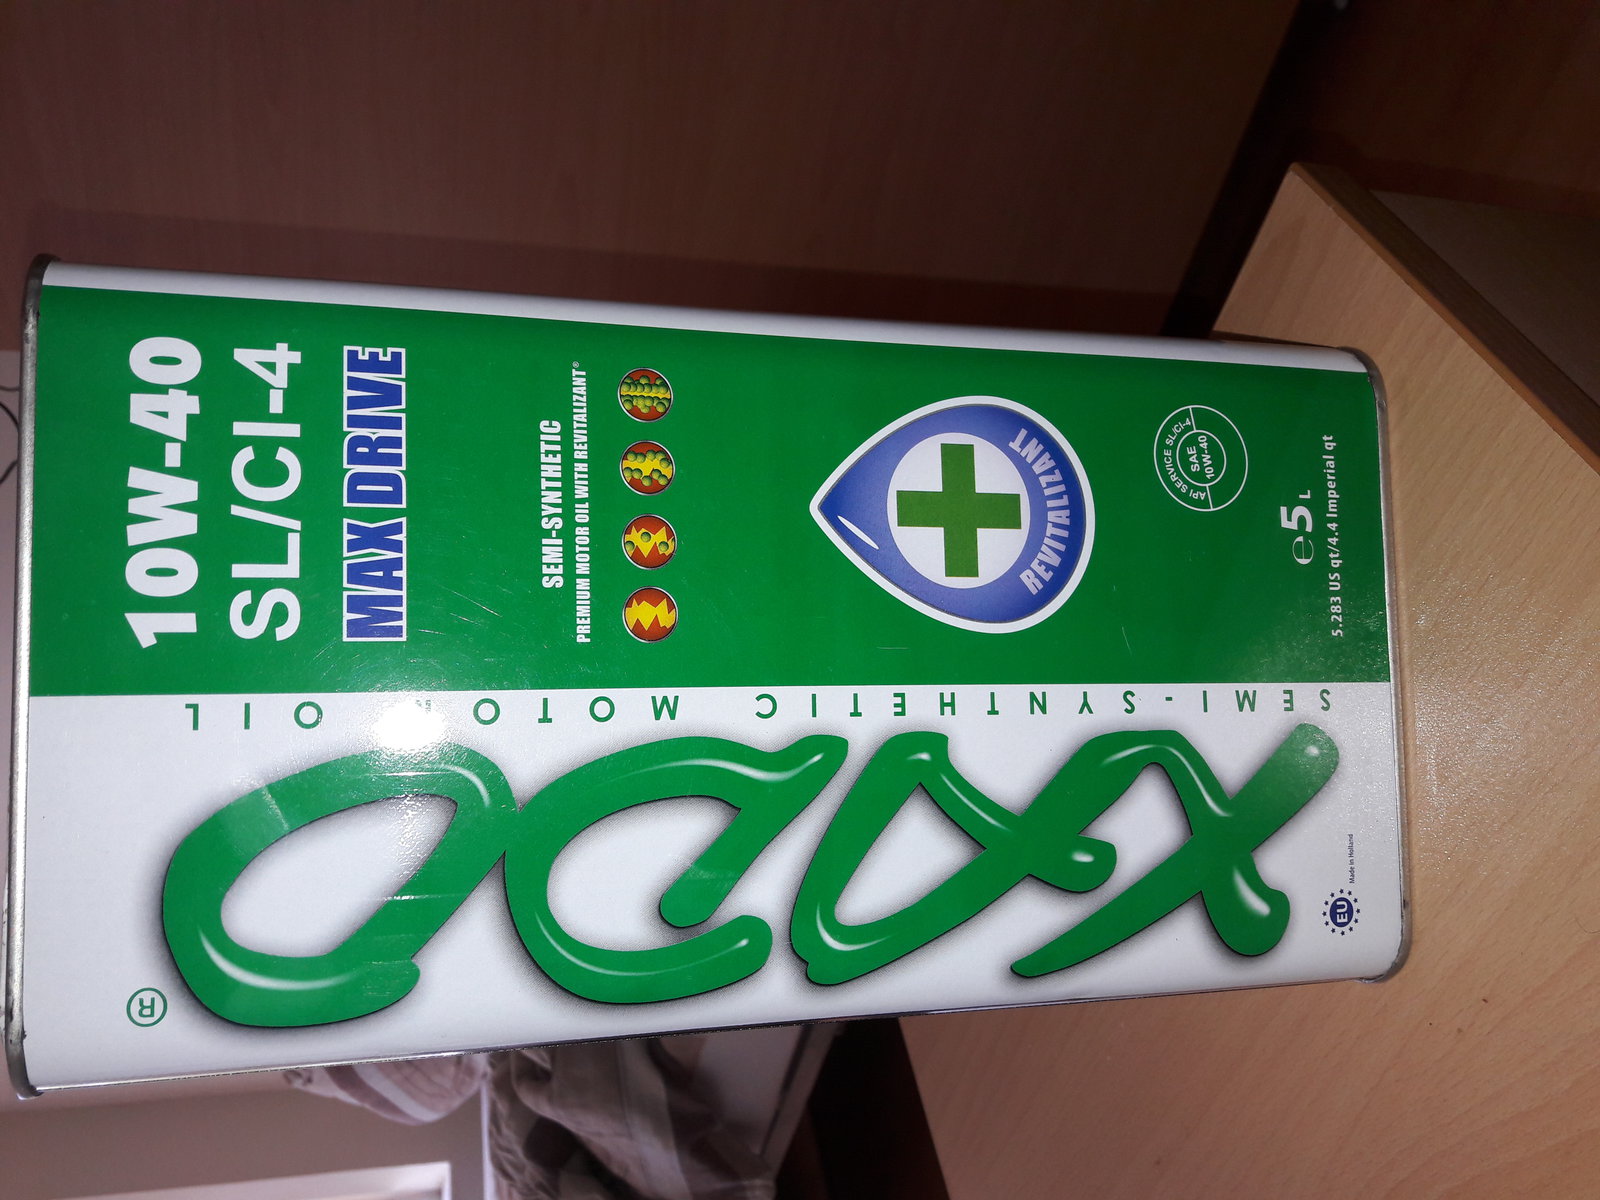 10W-40
SL/CI-4
MAX DRIVE
SEMI-SYNTHETIC
PREMIUM MOTOR OIL WITH REVITALIZANT®
REVITALIZANT
API SERVICE SL/CI-4
SAE
10W-40
e 5 L
5.283 US qt/4.4 Imperial qt
SEMI-SYNTHETIC MOTOR OIL
XADO
®
EU
Made in Holland